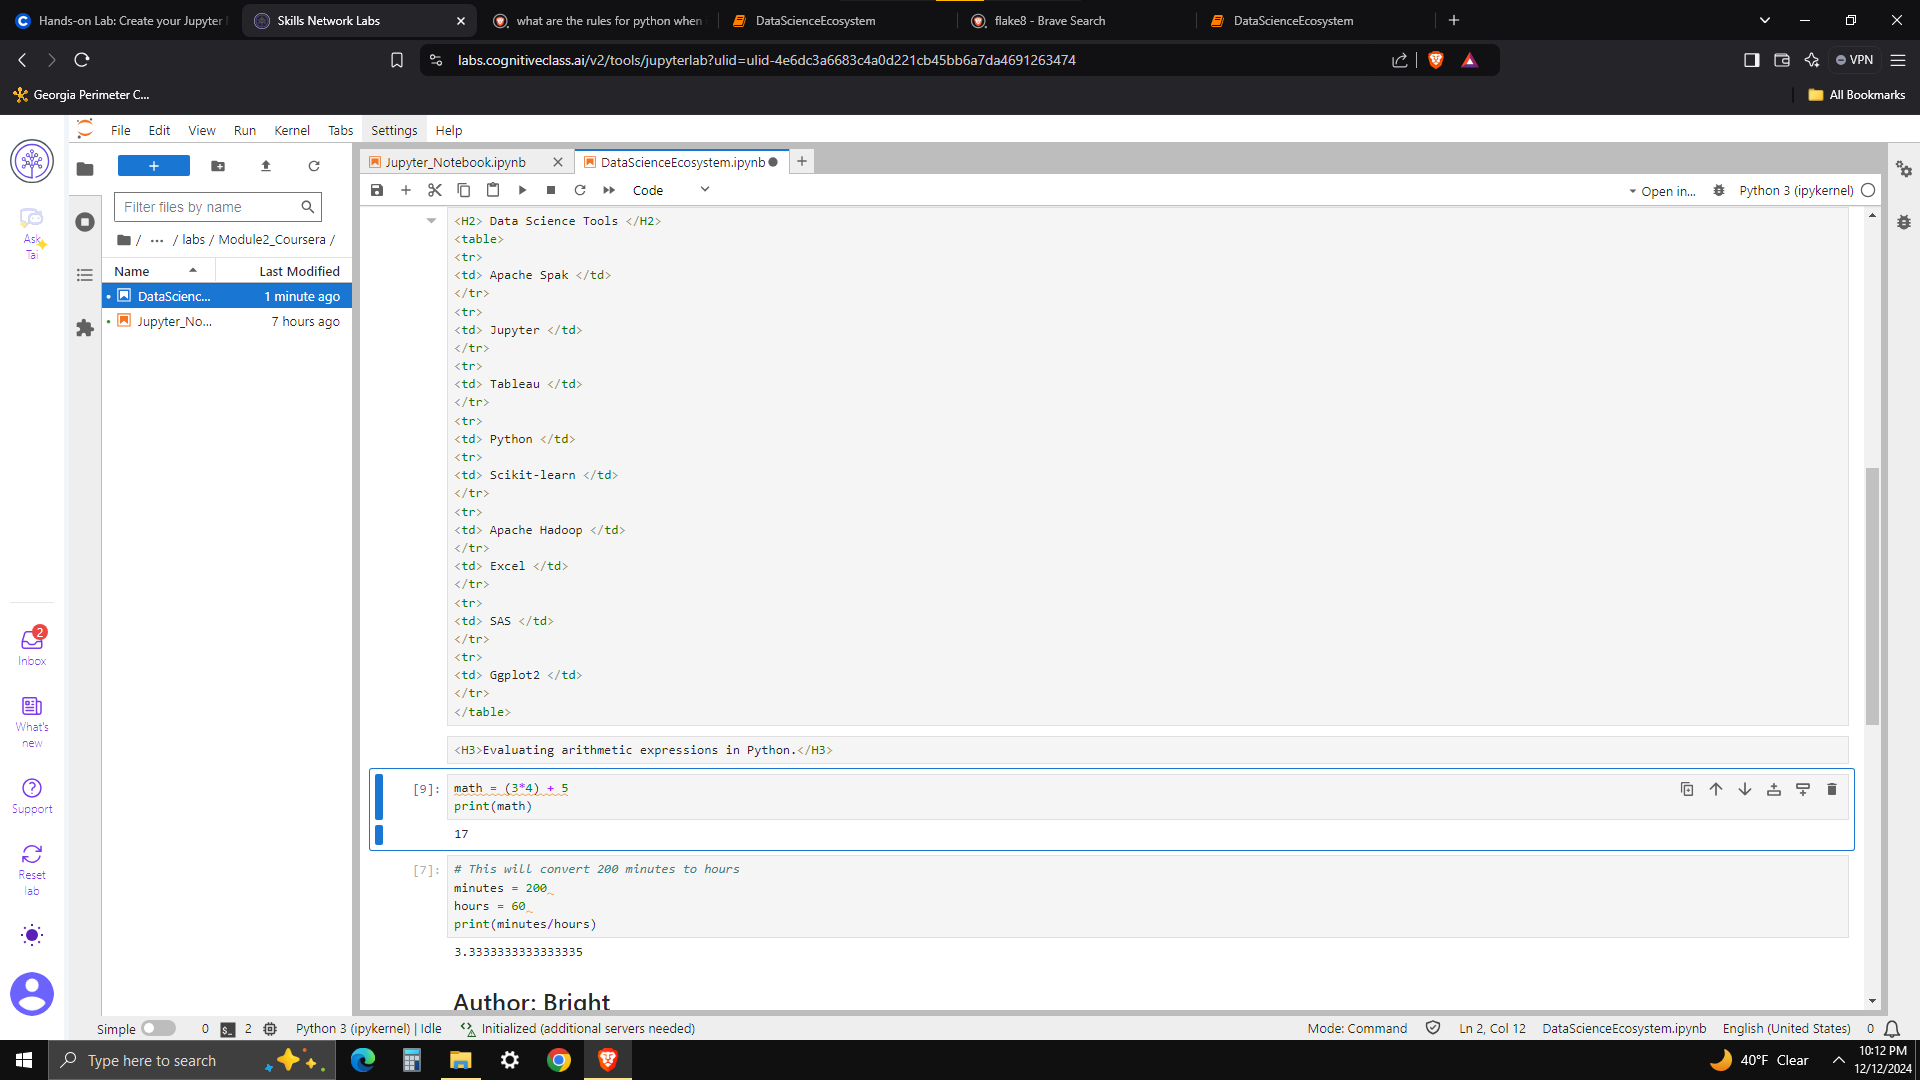 Hands-on Lab: Create your Jupyter
Skills Network Labs
what are the rules for python when
DataScienceEcosystem
flake8 - Brave Search
DataScienceEcosystem
labs.cognitiveclass.ai/v2/tools/jupyterlab?ulid=ulid-4e6dc3a6683c4a0d221cb45bb6a7da4691263474
VPN
Georgia Perimeter C...
All Bookmarks
File Edit View Run Kernel Tabs Settings Help
Jupyter_Notebook.ipynb
DataScienceEcosystem.ipynb
Code
Open in...
Python 3 (ipykernel)
Filter files by name
/ ... / labs / Module2_Coursera /
Name Last Modified
DataScienc... 1 minute ago
Jupyter_No... 7 hours ago
Ask
Tai
2
Inbox
What's
new
Support
Reset
lab
<H2> Data Science Tools </H2>
<table>
<tr>
<td> Apache Spak </td>
</tr>
<tr>
<td> Jupyter </td>
</tr>
<tr>
<td> Tableau </td>
</tr>
<tr>
<td> Python </td>
<tr>
<td> Scikit-learn </td>
</tr>
<tr>
<td> Apache Hadoop </td>
</tr>
<td> Excel </td>
</tr>
<tr>
<td> SAS </td>
</tr>
<tr>
<td> Ggplot2 </td>
</tr>
</table>
<H3>Evaluating arithmetic expressions in Python.</H3>
[9]: math = (3*4) + 5
print(math)
17
[7]: # This will convert 200 minutes to hours
minutes = 200
hours = 60
print(minutes/hours)
3.3333333333333335
Author: Bright
Simple 0 $_ 2 Python 3 (ipykernel) | Idle Initialized (additional servers needed)
Mode: Command Ln 2, Col 12 DataScienceEcosystem.ipynb English (United States) 0
Type here to search
40°F Clear
10:12 PM
12/12/2024